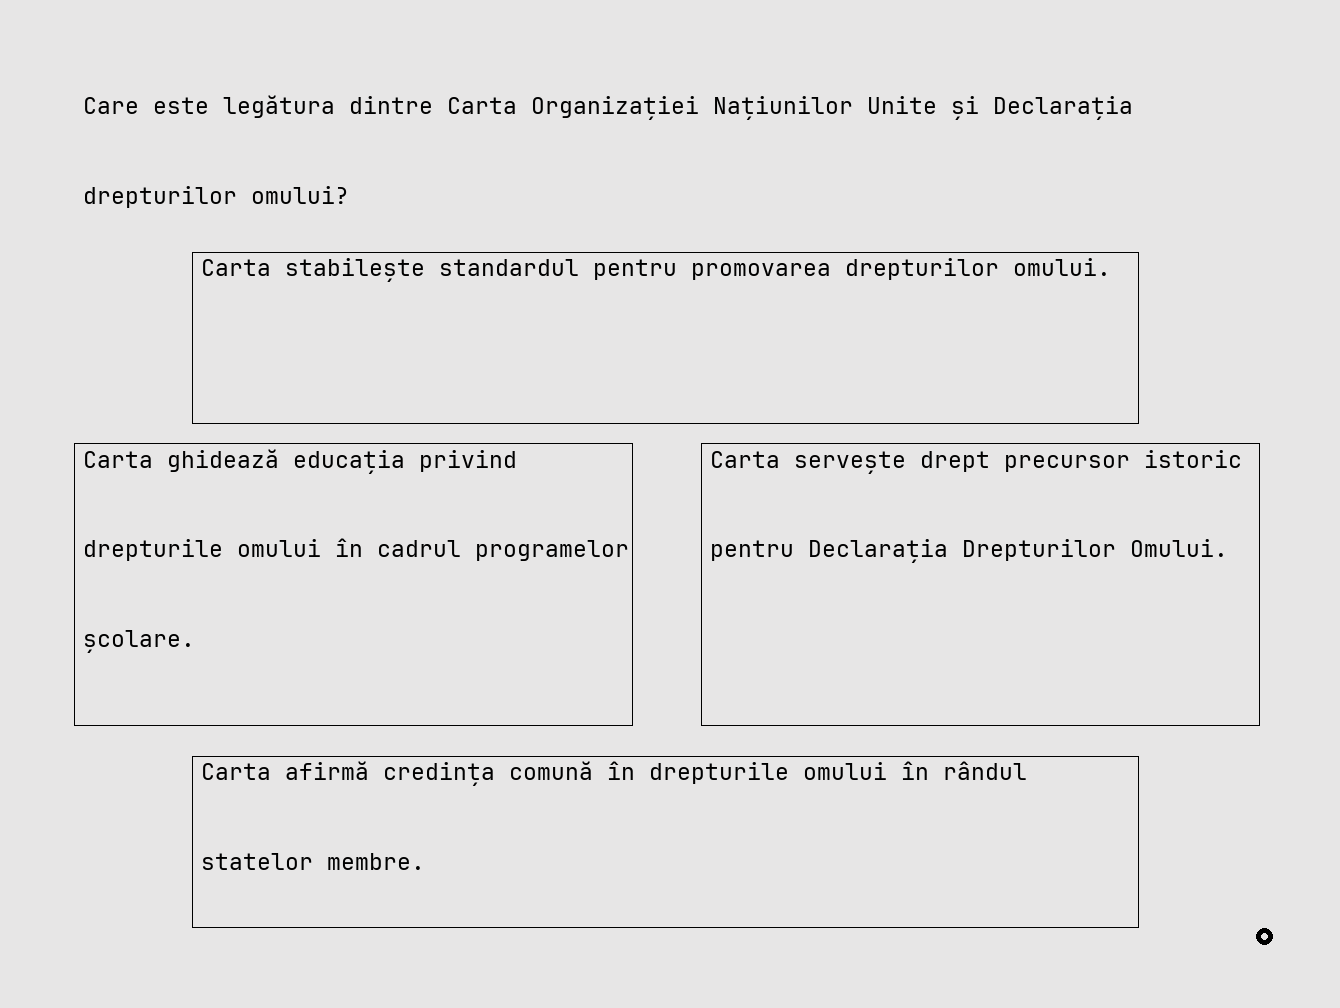 Care este legătura dintre Carta Organizației Națiunilor Unite și Declarația
drepturilor omului?
Carta stabilește standardul pentru promovarea drepturilor omului.
Carta ghidează educația privind
drepturile omului în cadrul programelor
școlare.
Carta servește drept precursor istoric
pentru Declarația Drepturilor Omului.
Carta afirmă credința comună în drepturile omului în rândul
statelor membre.